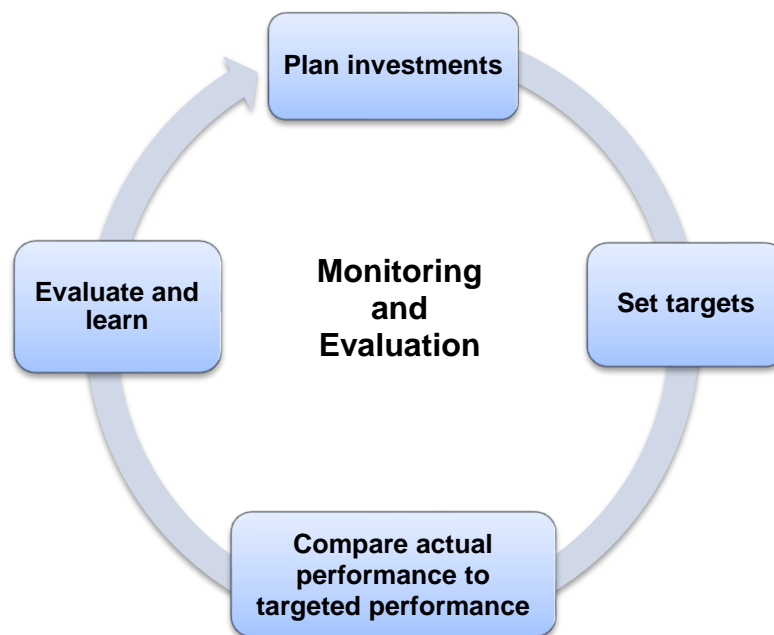 Plan investments
Monitoring
and
Evaluation
Evaluate and
learn
Set targets
Compare actual
performance to
targeted performance